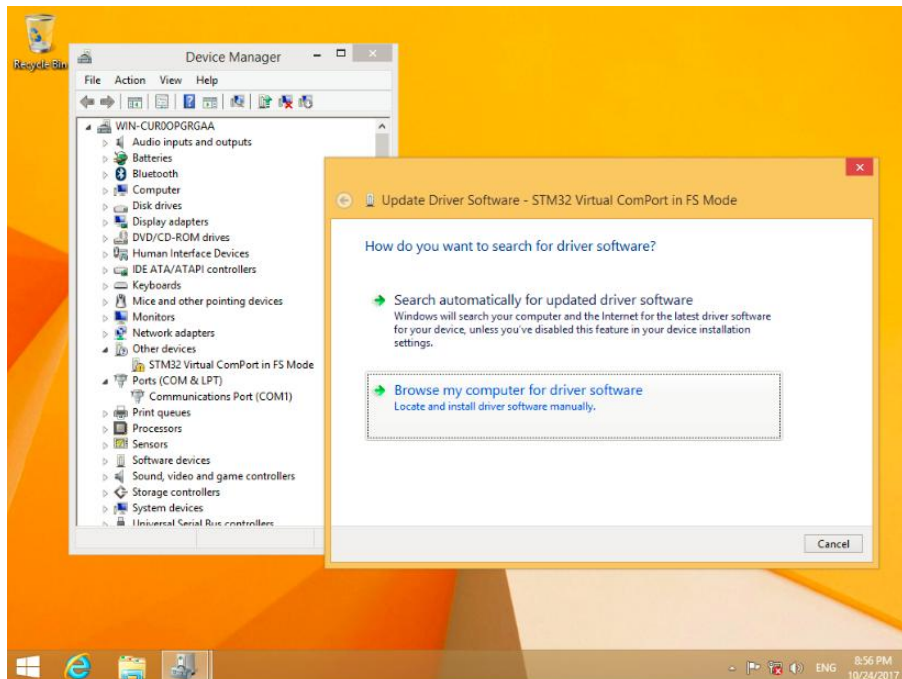 Recycle Bin
Device Manager
File Action View Help
WIN-CUR0OPGRGAA
Audio inputs and outputs
Batteries
Bluetooth
Computer
Disk drives
Display adapters
DVD/CD-ROM drives
Human Interface Devices
IDE ATA/ATAPI controllers
Keyboards
Mice and other pointing devices
Monitors
Network adapters
Other devices
STM32 Virtual ComPort in FS Mode
Ports (COM & LPT)
Communications Port (COM1)
Print queues
Processors
Sensors
Software devices
Sound, video and game controllers
Storage controllers
System devices
Universal Serial Bus controllers
Update Driver Software - STM32 Virtual ComPort in FS Mode
How do you want to search for driver software?
Search automatically for updated driver software
Windows will search your computer and the Internet for the latest driver software
for your device, unless you've disabled this feature in your device installation
settings.
Browse my computer for driver software
Locate and install driver software manually.
Cancel
ENG
8:56 PM
10/24/2017